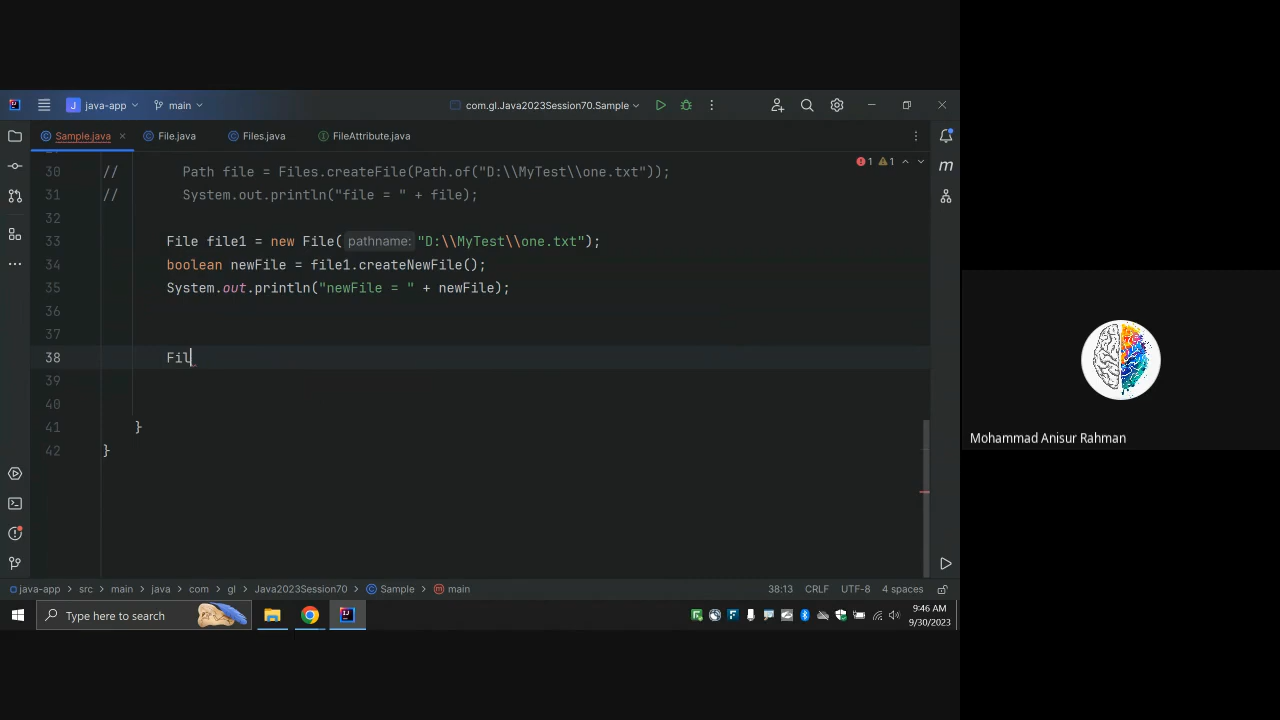 J java-app main com.gl.Java2023Session70.Sample
Sample.java File.java Files.java FileAttribute.java
30 // Path file = Files.createFile(Path.of("D:\\MyTest\\one.txt"));
1 1
31 // System.out.println("file = " + file);
32
33 File file1 = new File( pathname: "D:\\MyTest\\one.txt");
34 boolean newFile = file1.createNewFile();
35 System.out.println("newFile = " + newFile);
36
37
38 Fil
39
40
41 }
42 }
m
Mohammad Anisur Rahman
java-app > src > main > java > com > gl > Java2023Session70 > Sample > main 38:13 CRLF UTF-8 4 spaces
Type here to search
9:46 AM
9/30/2023